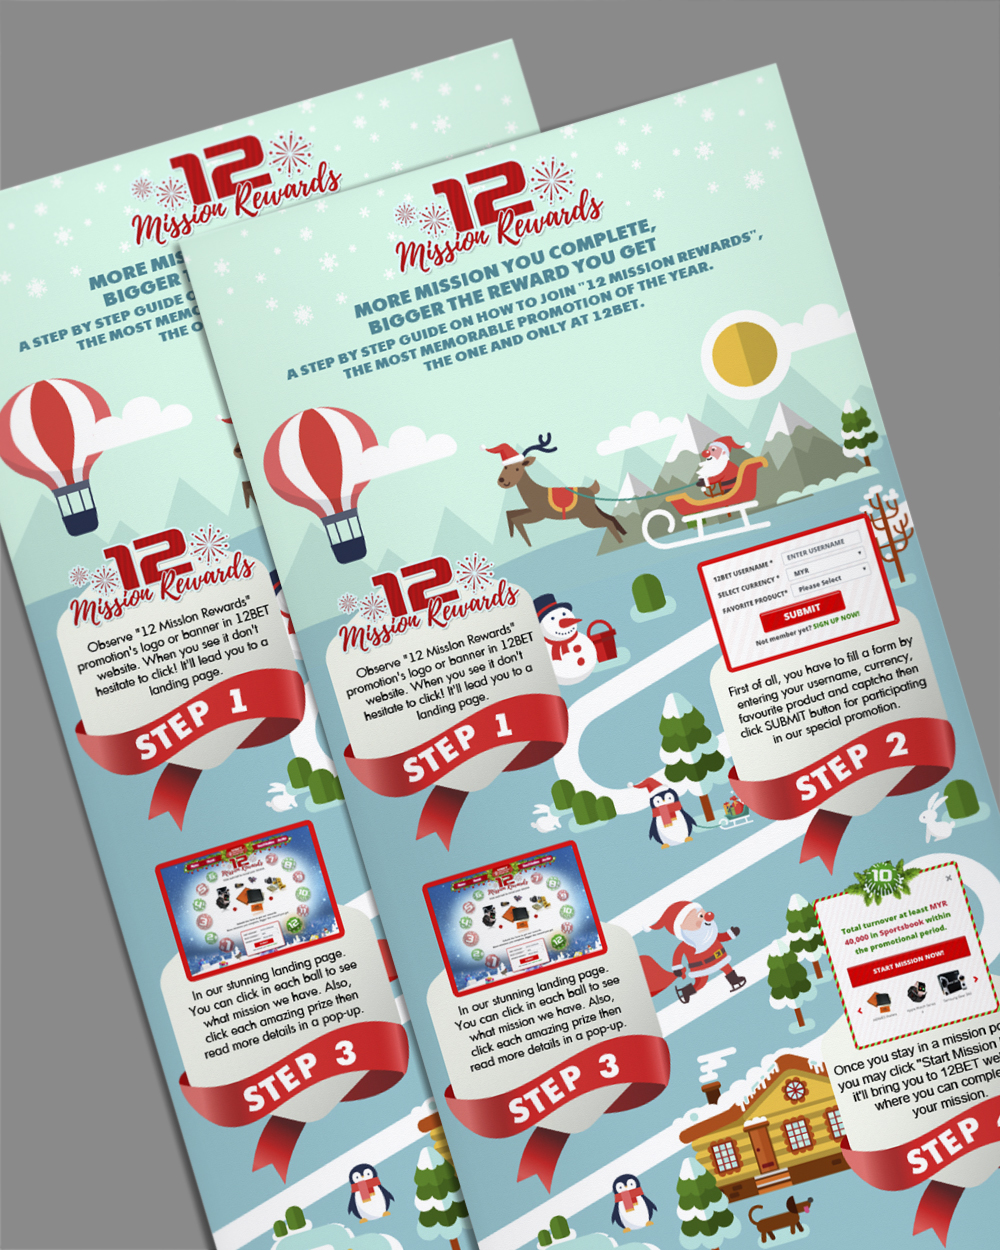 12
Mission Rewards
MORE MIS
BIGGER T
A STEP BY STEP GUIDE O
THE MOST MEMO
THE O
12
Mission Rewards
Observe "12 Mission Rewards"
promotion's logo or banner in 12BET
website. When you see it don't
hesitate to click! It'll lead you to a
landing page.
STEP 1
12
Mission Rewards
In our stunning landing page.
You can click in each ball to see
what mission we have. Also,
click each amazing prize then
read more details in a pop-up.
STEP 3
12
Mission Rewards
MORE MISSION YOU COMPLETE,
BIGGER THE REWARD YOU GET
A STEP BY STEP GUIDE ON HOW TO JOIN "12 MISSION REWARDS",
THE MOST MEMORABLE PROMOTION OF THE YEAR.
THE ONE AND ONLY AT 12BET.
12
Mission Rewards
Observe "12 Mission Rewards"
promotion's logo or banner in 12BET
website. When you see it don't
hesitate to click! It'll lead you to a
landing page.
STEP 1
12BET USERNAME * ENTER USERNAME
SELECT CURRENCY * MYR
FAVORITE PRODUCT* Please Select
SUBMIT
Not member yet? SIGN UP NOW!
First of all, you have to fill a form by
entering your username, currency,
favourite product and captcha then
click SUBMIT button for participating
in our special promotion.
STEP 2
12
Mission Rewards
In our stunning landing page.
You can click in each ball to see
what mission we have. Also,
click each amazing prize then
read more details in a pop-up.
STEP 3
10
Total turnover at least MYR
40,000 in Sportsbook within
the promotional period.
START MISSION NOW!
Once you stay in a mission po
you may click "Start Mission
it'll bring you to 12BET we
where you can comple
your mission.
STEP